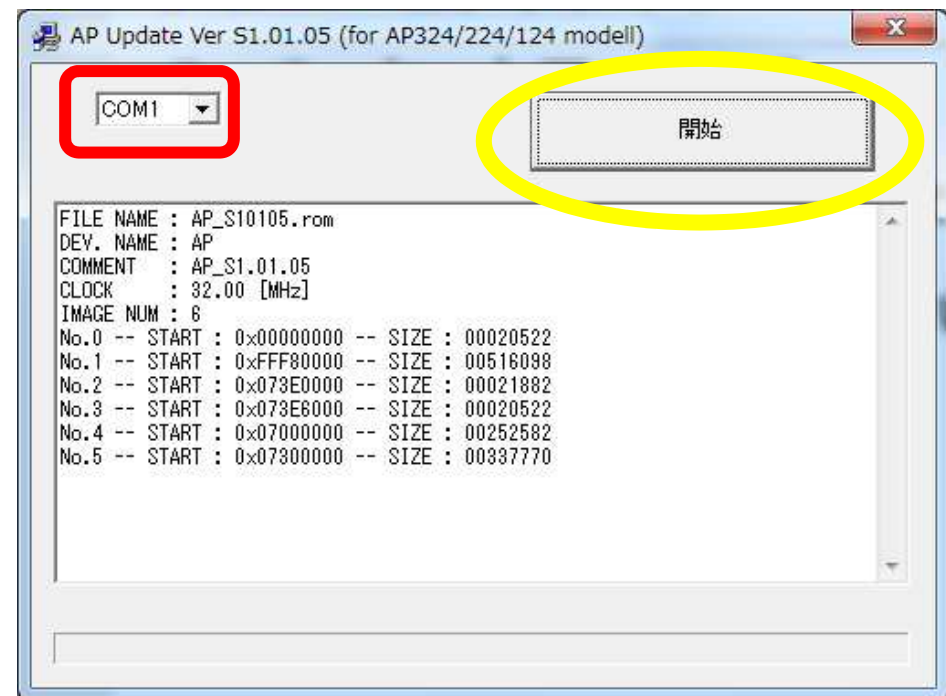 AP Update Ver S1.01.05 (for AP324/224/124 modell)
COM1
開始
FILE NAME : AP_S10105.rom
DEV. NAME : AP
COMMENT : AP_S1.01.05
CLOCK : 32.00 [MHz]
IMAGE NUM : 6
No.0 -- START : 0x00000000 -- SIZE : 00020522
No.1 -- START : 0xFFF80000 -- SIZE : 00516098
No.2 -- START : 0x073E0000 -- SIZE : 00021882
No.3 -- START : 0x073E6000 -- SIZE : 00020522
No.4 -- START : 0x07000000 -- SIZE : 00252582
No.5 -- START : 0x07300000 -- SIZE : 00337770